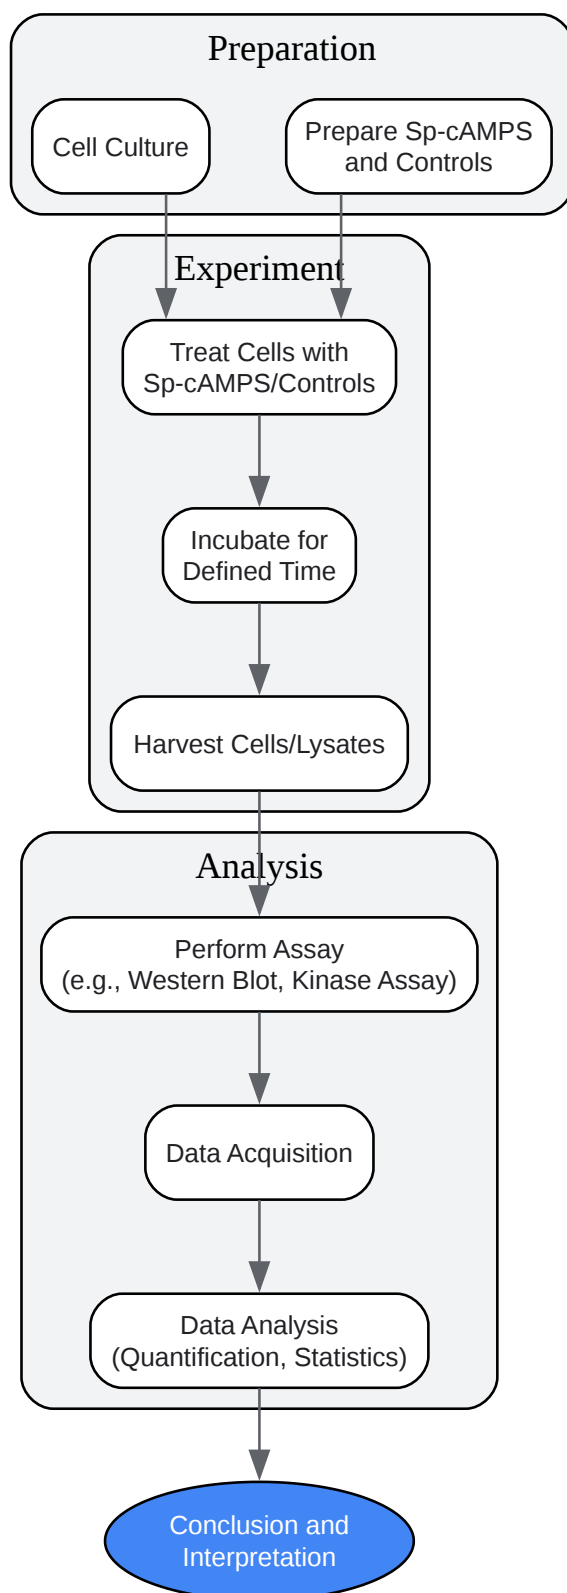 Preparation
Cell Culture
Prepare Sp-cAMPS
and Controls
Experiment
Treat Cells with
Sp-cAMPS/Controls
Incubate for
Defined Time
Harvest Cells/Lysates
Analysis
Perform Assay
(e.g., Western Blot, Kinase Assay)
Data Acquisition
Data Analysis
(Quantification, Statistics)
Conclusion and
Interpretation